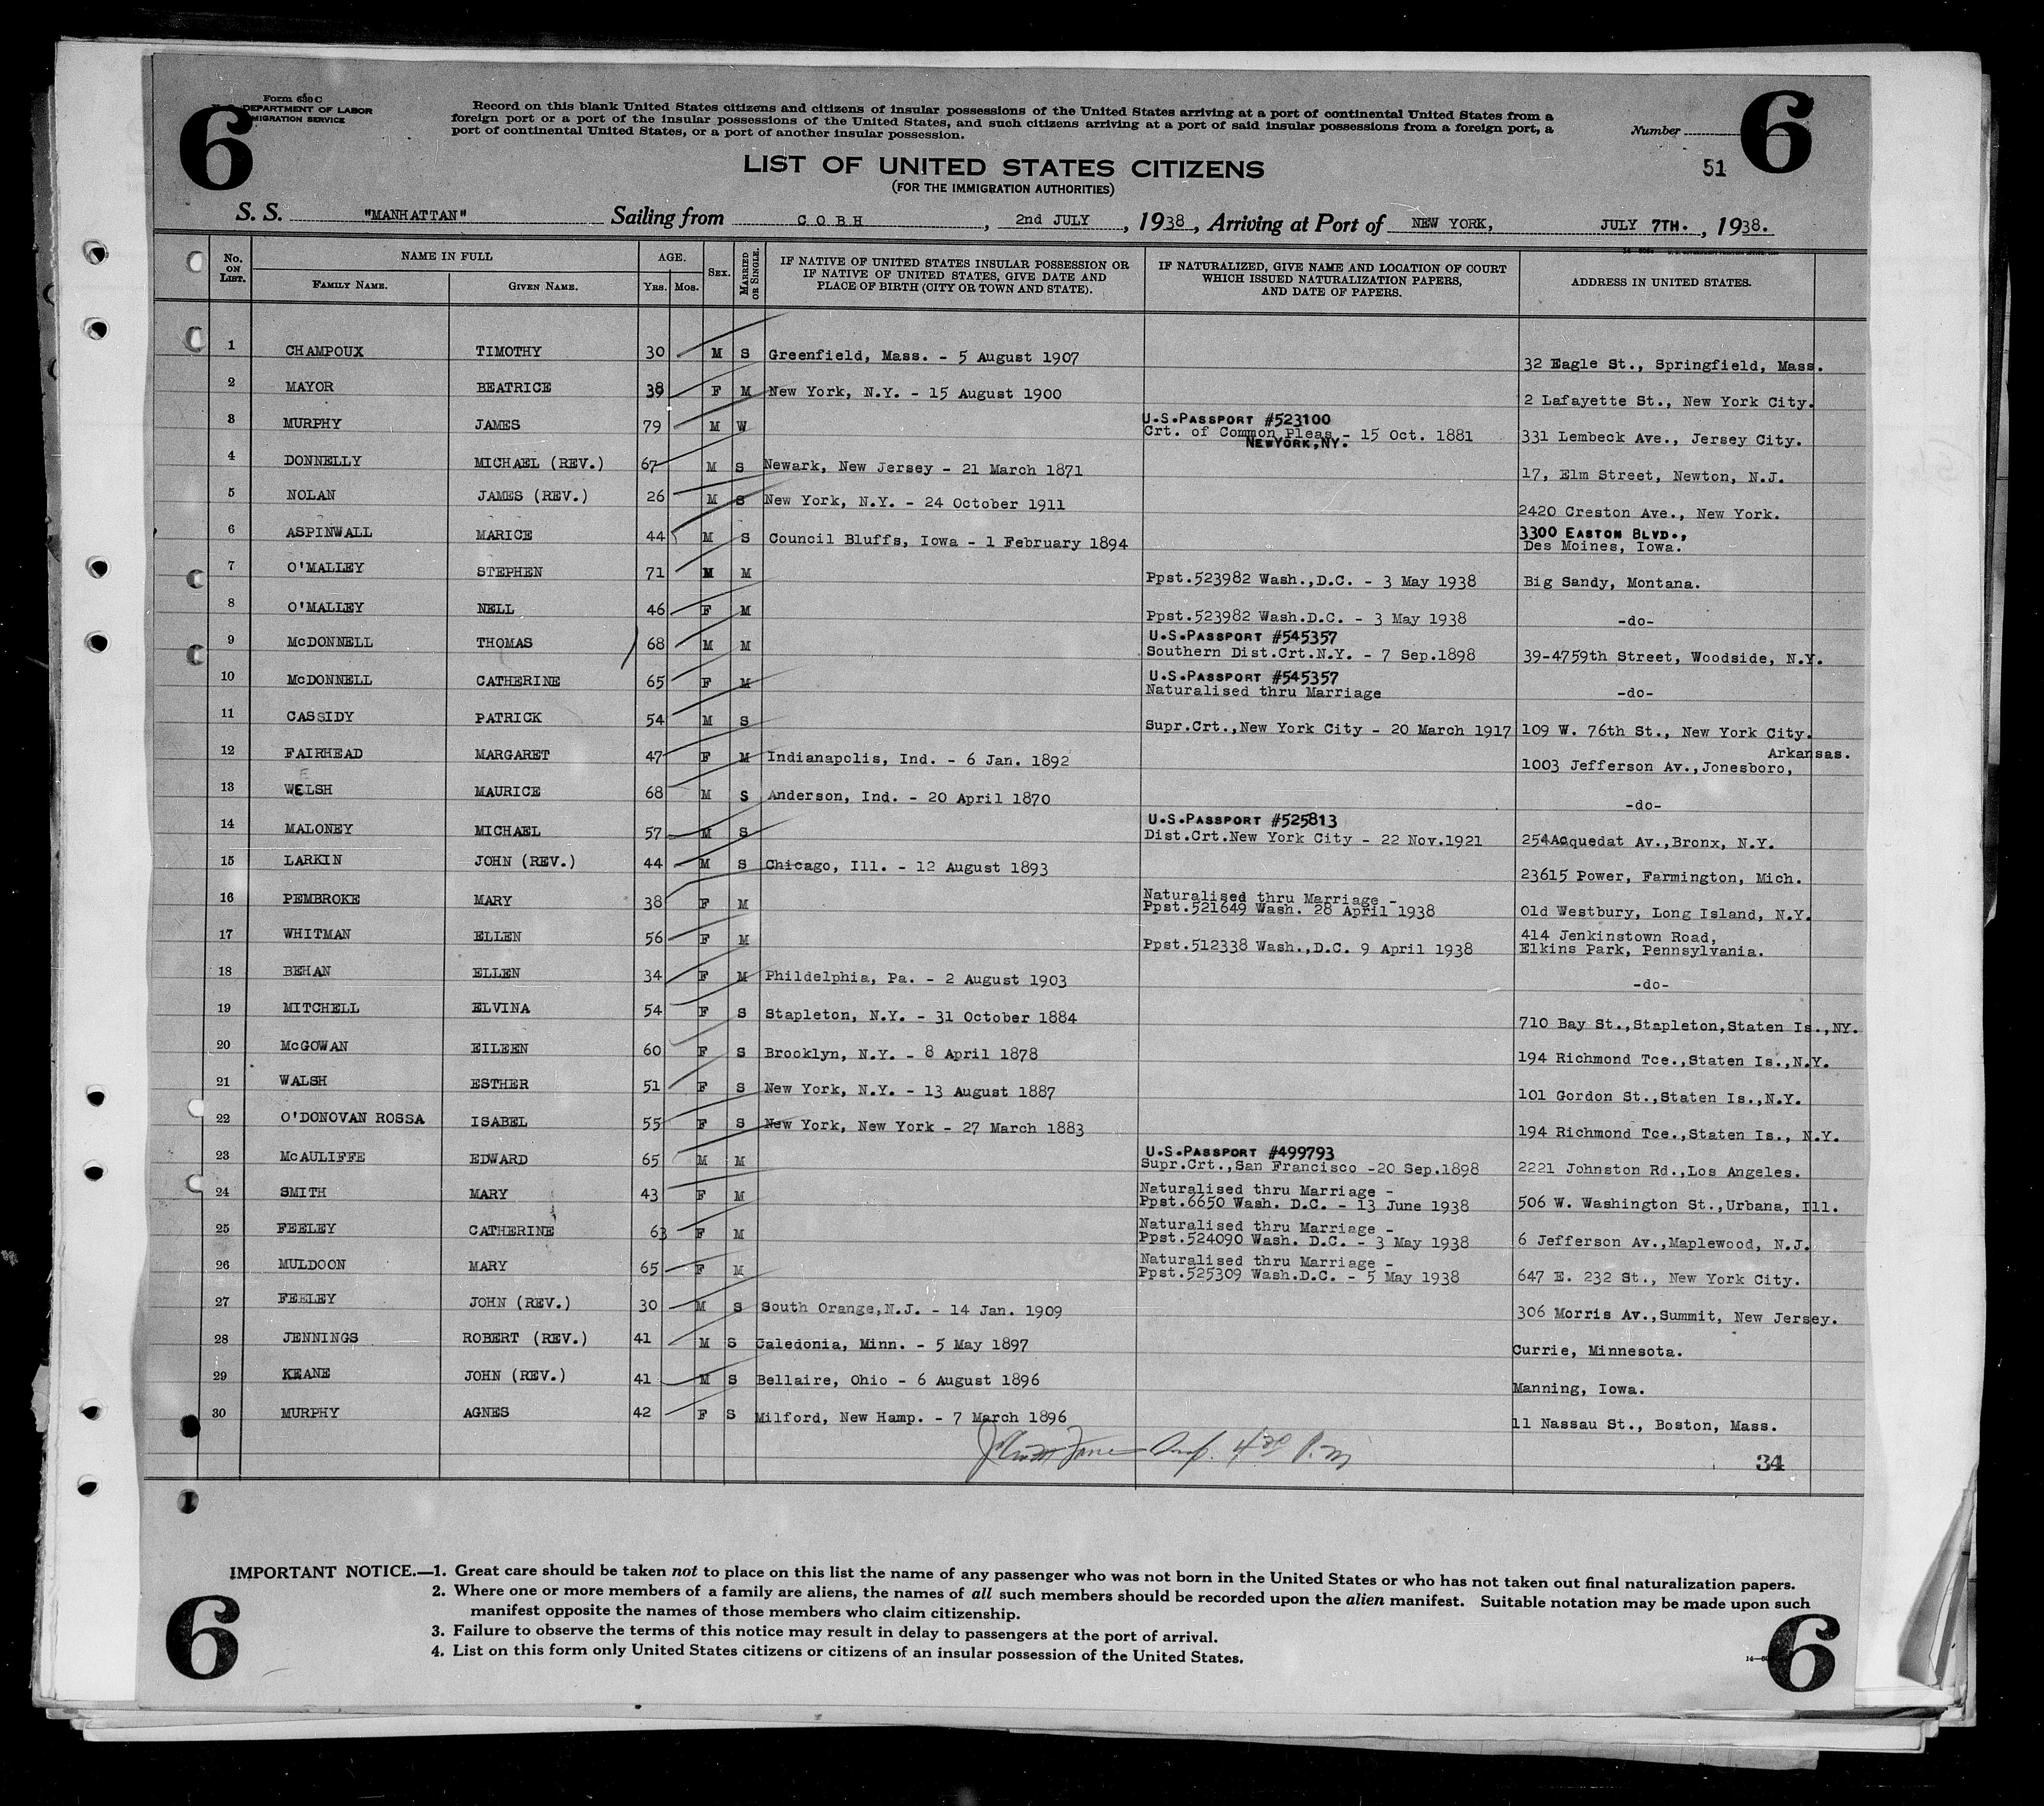 6
Form 630 C
DEPARTMENT OF LABOR
MIGRATION SERVICE
Record on this blank United States citizens and citizens of insular possessions of the United States arriving at a port of continental United States from a
foreign port or a port of the insular possessions of the United States, and such citizens arriving at a port of said insular possessions from a foreign port, a
port of continental United States, or a port of another insular possession.
Number
6
51
LIST OF UNITED STATES CITIZENS
(FOR THE IMMIGRATION AUTHORITIES)
S. S. "MANHATTAN" Sailing from COBH, 2nd JULY, 1938, Arriving at Port of NEW YORK, JULY 7TH., 1938.
No. ON LIST. NAME IN FULL FAMILY NAME. GIVEN NAME. AGE. YRS. MOS. SEX. MARRIED OR SINGLE. IF NATIVE OF UNITED STATES INSULAR POSSESSION OR IF NATIVE OF UNITED STATES, GIVE DATE AND PLACE OF BIRTH (CITY OR TOWN AND STATE). IF NATURALIZED, GIVE NAME AND LOCATION OF COURT WHICH ISSUED NATURALIZATION PAPERS, AND DATE OF PAPERS. ADDRESS IN UNITED STATES.
1 CHAMPOUX TIMOTHY 30 M S Greenfield, Mass. - 5 August 1907 32 Eagle St., Springfield, Mass.
2 MAYOR BEATRICE 38 F M New York, N.Y. - 15 August 1900 2 Lafayette St., New York City.
3 MURPHY JAMES 79 M W U.S.PASSPORT #523100 Crt. of Common Pleas - 15 Oct. 1881 NEWYORK,NY. 331 Lembeck Ave., Jersey City.
4 DONNELLY MICHAEL (REV.) 67 M S Newark, New Jersey - 21 March 1871 17, Elm Street, Newton, N.J.
5 NOLAN JAMES (REV.) 26 M S New York, N.Y. - 24 October 1911 2420 Creston Ave., New York.
6 ASPINWALL MARICE 44 M S Council Bluffs, Iowa - 1 February 1894 3300 EASTON BLVD., Des Moines, Iowa.
7 O'MALLEY STEPHEN 71 M M Ppst.523982 Wash.,D.C. - 3 May 1938 Big Sandy, Montana.
8 O'MALLEY NELL 46 F M Ppst.523982 Wash.D.C. - 3 May 1938 -do-
9 McDONNELL THOMAS 68 M M U.S.PASSPORT #545357 Southern Dist.Crt.N.Y. - 7 Sep.1898 39-4759th Street, Woodside, N.Y.
10 McDONNELL CATHERINE 65 F M U.S.PASSPORT #545357 Naturalised thru Marriage -do-
11 CASSIDY PATRICK 54 M S Supr.Crt.,New York City - 20 March 1917 109 W. 76th St., New York City.
12 FAIRHEAD MARGARET 47 F M Indianapolis, Ind. - 6 Jan. 1892 Arkansas. 1003 Jefferson Av.,Jonesboro,
13 WELSH MAURICE 68 M S Anderson, Ind. - 20 April 1870 -do-
14 MALONEY MICHAEL 57 M S U.S.PASSPORT #525813 Dist.Crt.New York City - 22 Nov.1921 254Acquedat Av.,Bronx, N.Y.
15 LARKIN JOHN (REV.) 44 M S Chicago, Ill. - 12 August 1893 23615 Power, Farmington, Mich.
16 PEMBROKE MARY 38 F M Naturalised thru Marriage - Ppst.521649 Wash. 28 April 1938 Old Westbury, Long Island, N.Y.
17 WHITMAN ELLEN 56 F M Ppst.512338 Wash.,D.C. 9 April 1938 414 Jenkinstown Road, Elkins Park, Pennsylvania.
18 BEHAN ELLEN 34 F M Phildelphia, Pa. - 2 August 1903 -do-
19 MITCHELL ELVINA 54 F S Stapleton, N.Y. - 31 October 1884 710 Bay St.,Stapleton,Staten Is.,NY.
20 McGOWAN EILEEN 60 F S Brooklyn, N.Y. - 8 April 1878 194 Richmond Tce.,Staten Is.,N.Y.
21 WALSH ESTHER 51 F S New York, N.Y. - 13 August 1887 101 Gordon St.,Staten Is.,N.Y.
22 O'DONOVAN ROSSA ISABEL 55 F S New York, New York - 27 March 1883 194 Richmond Tce.,Staten Is., N.Y.
23 McAULIFFE EDWARD 65 M M U.S.PASSPORT #499793 Supr.Crt.,San Francisco -20 Sep.1898 2221 Johnston Rd.,Los Angeles.
24 SMITH MARY 43 F M Naturalised thru Marriage - Ppst.6650 Wash. D.C. - 13 June 1938 506 W. Washington St.,Urbana, Ill.
25 FEELEY CATHERINE 63 F M Naturalised thru Marriage - Ppst.524090 Wash. D.C. - 3 May 1938 6 Jefferson Av.,Maplewood, N.J.
26 MULDOON MARY 65 F M Naturalised thru Marriage - Ppst.525309 Wash.D.C. - 5 May 1938 647 E. 232 St., New York City.
27 FEELEY JOHN (REV.) 30 M S South Orange,N.J. - 14 Jan. 1909 306 Morris Av.,Summit, New Jersey.
28 JENNINGS ROBERT (REV.) 41 M S Caledonia, Minn. - 5 May 1897 Currie, Minnesota.
29 KEANE JOHN (REV.) 41 M S Bellaire, Ohio - 6 August 1896 Manning, Iowa.
30 MURPHY AGNES 42 F S Milford, New Hamp. - 7 March 1896 11 Nassau St., Boston, Mass.
Insp. 4 30 P.M
34
IMPORTANT NOTICE.—1. Great care should be taken not to place on this list the name of any passenger who was not born in the United States or who has not taken out final naturalization papers.
2. Where one or more members of a family are aliens, the names of all such members should be recorded upon the alien manifest. Suitable notation may be made upon such
manifest opposite the names of those members who claim citizenship.
3. Failure to observe the terms of this notice may result in delay to passengers at the port of arrival.
4. List on this form only United States citizens or citizens of an insular possession of the United States.
6
6